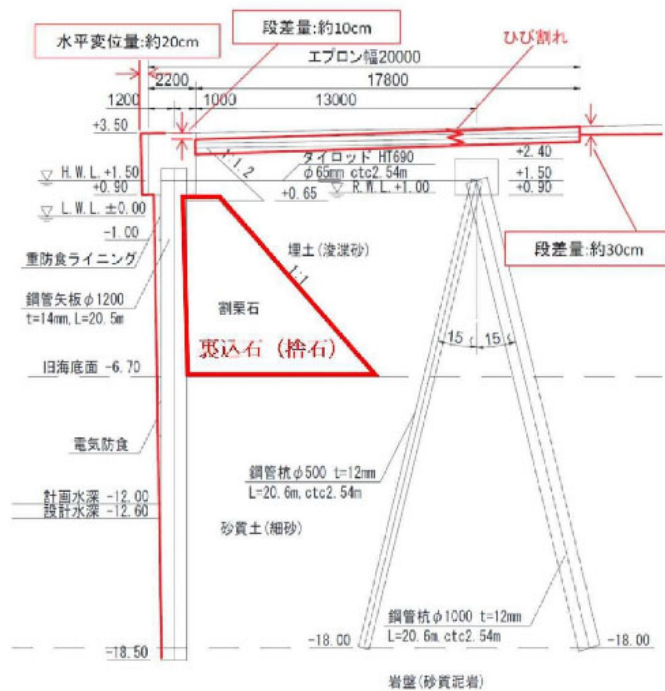 水平変位量:約20cm
段差量:約10cm
ひび割れ
エプロン幅20000
2200
17800
1200
1000
13000
+3.50
1:1.2
タイロッド HT690
φ65mm ctc2.54m
+2.40
H.W.L.+1.50
+0.90
+0.65
R.W.L.+1.00
+1.50
+0.90
L.W.L.±0.00
-1.00
段差量:約30cm
重防食ライニング
埋土(浚渫砂)
1:1
鋼管矢板φ1200
t=14mm,L=20.5m
割栗石
裏込石(捨石)
15
15
旧海底面 -6.70
電気防食
鋼管杭φ500 t=12mm
L=20.6m,ctc2.54m
計画水深 -12.00
設計水深 -12.60
砂質土(細砂)
鋼管杭φ1000 t=12mm
L=20.6m,ctc2.54m
-18.00
-18.00
-18.50
岩盤(砂質泥岩)